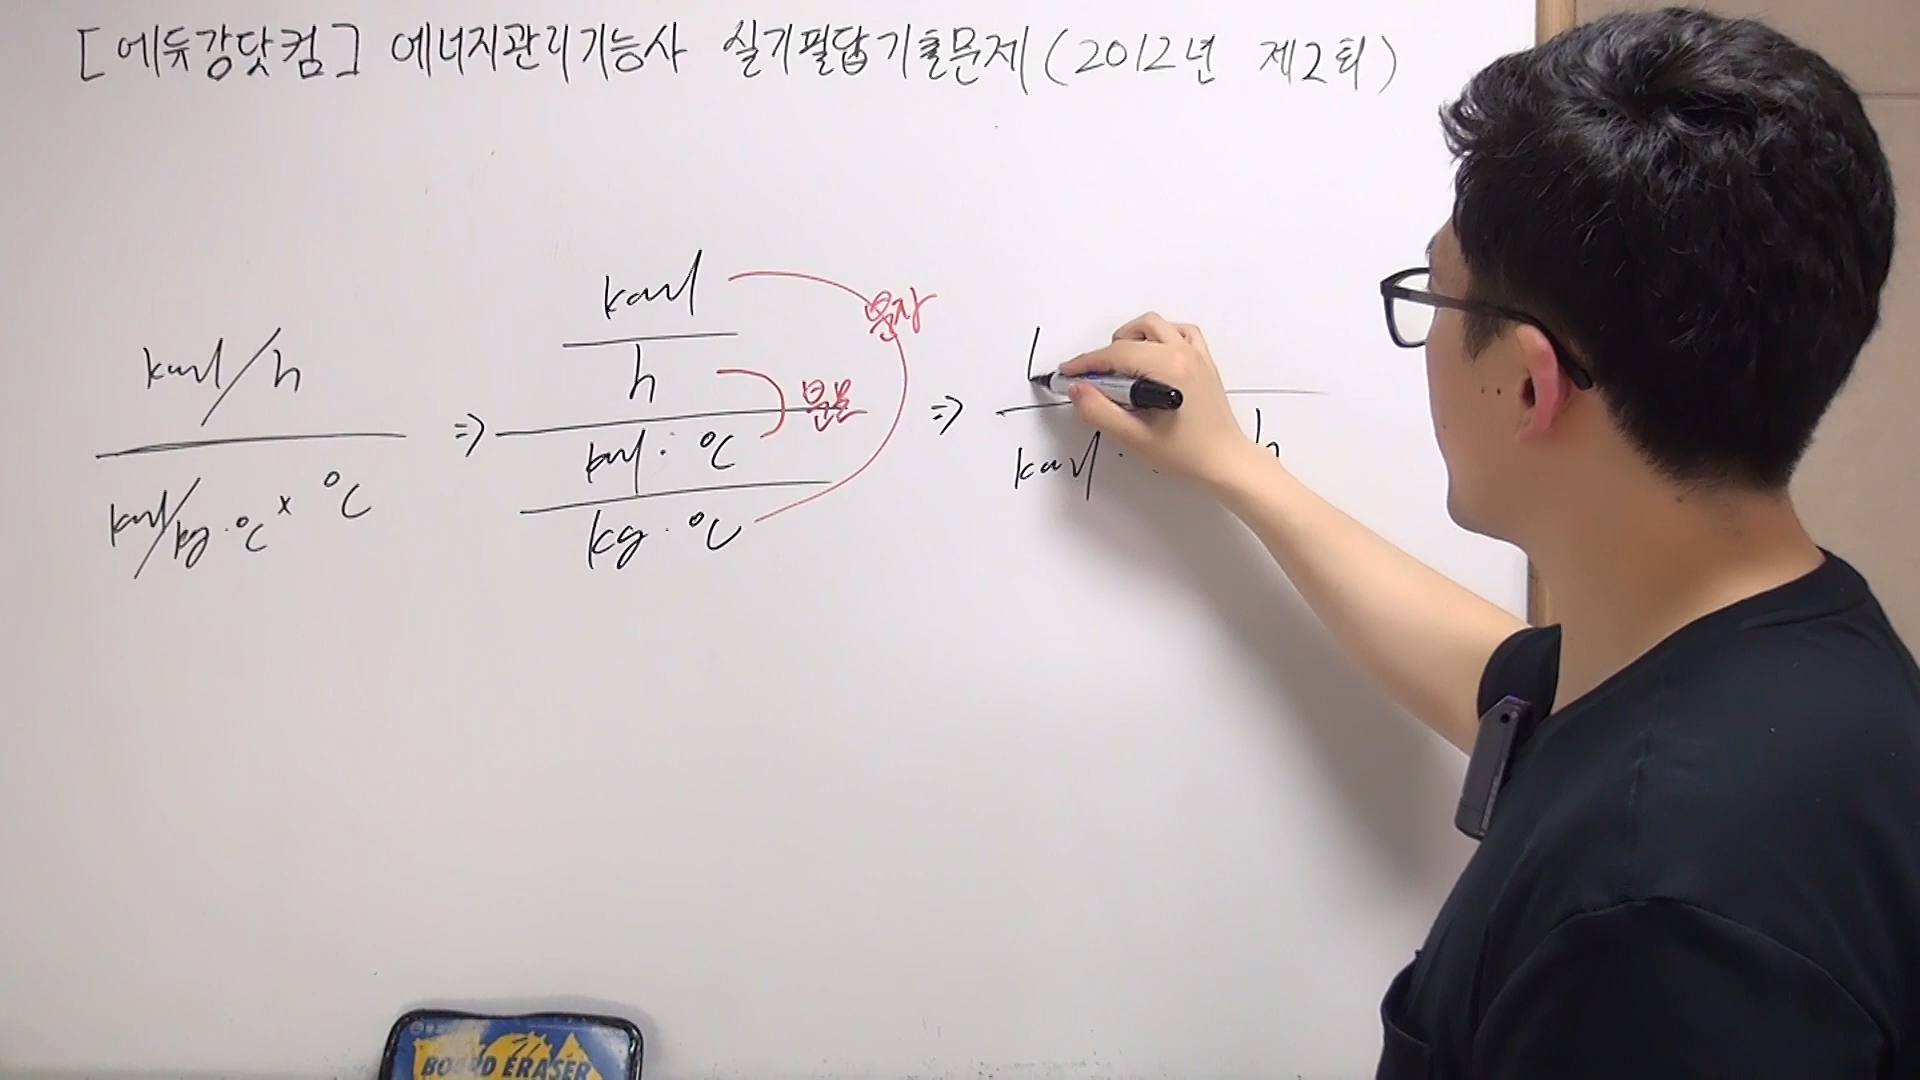 [에듀강닷컴] 에너지관리기능사 실기필답기출문제(2012년 제2회)
kcal/h
kcal/kg·℃ × ℃
⇒
kcal
h
kcal·℃
kg·℃
분자
분모
⇒
kcal ·
h
BOARD ERASER